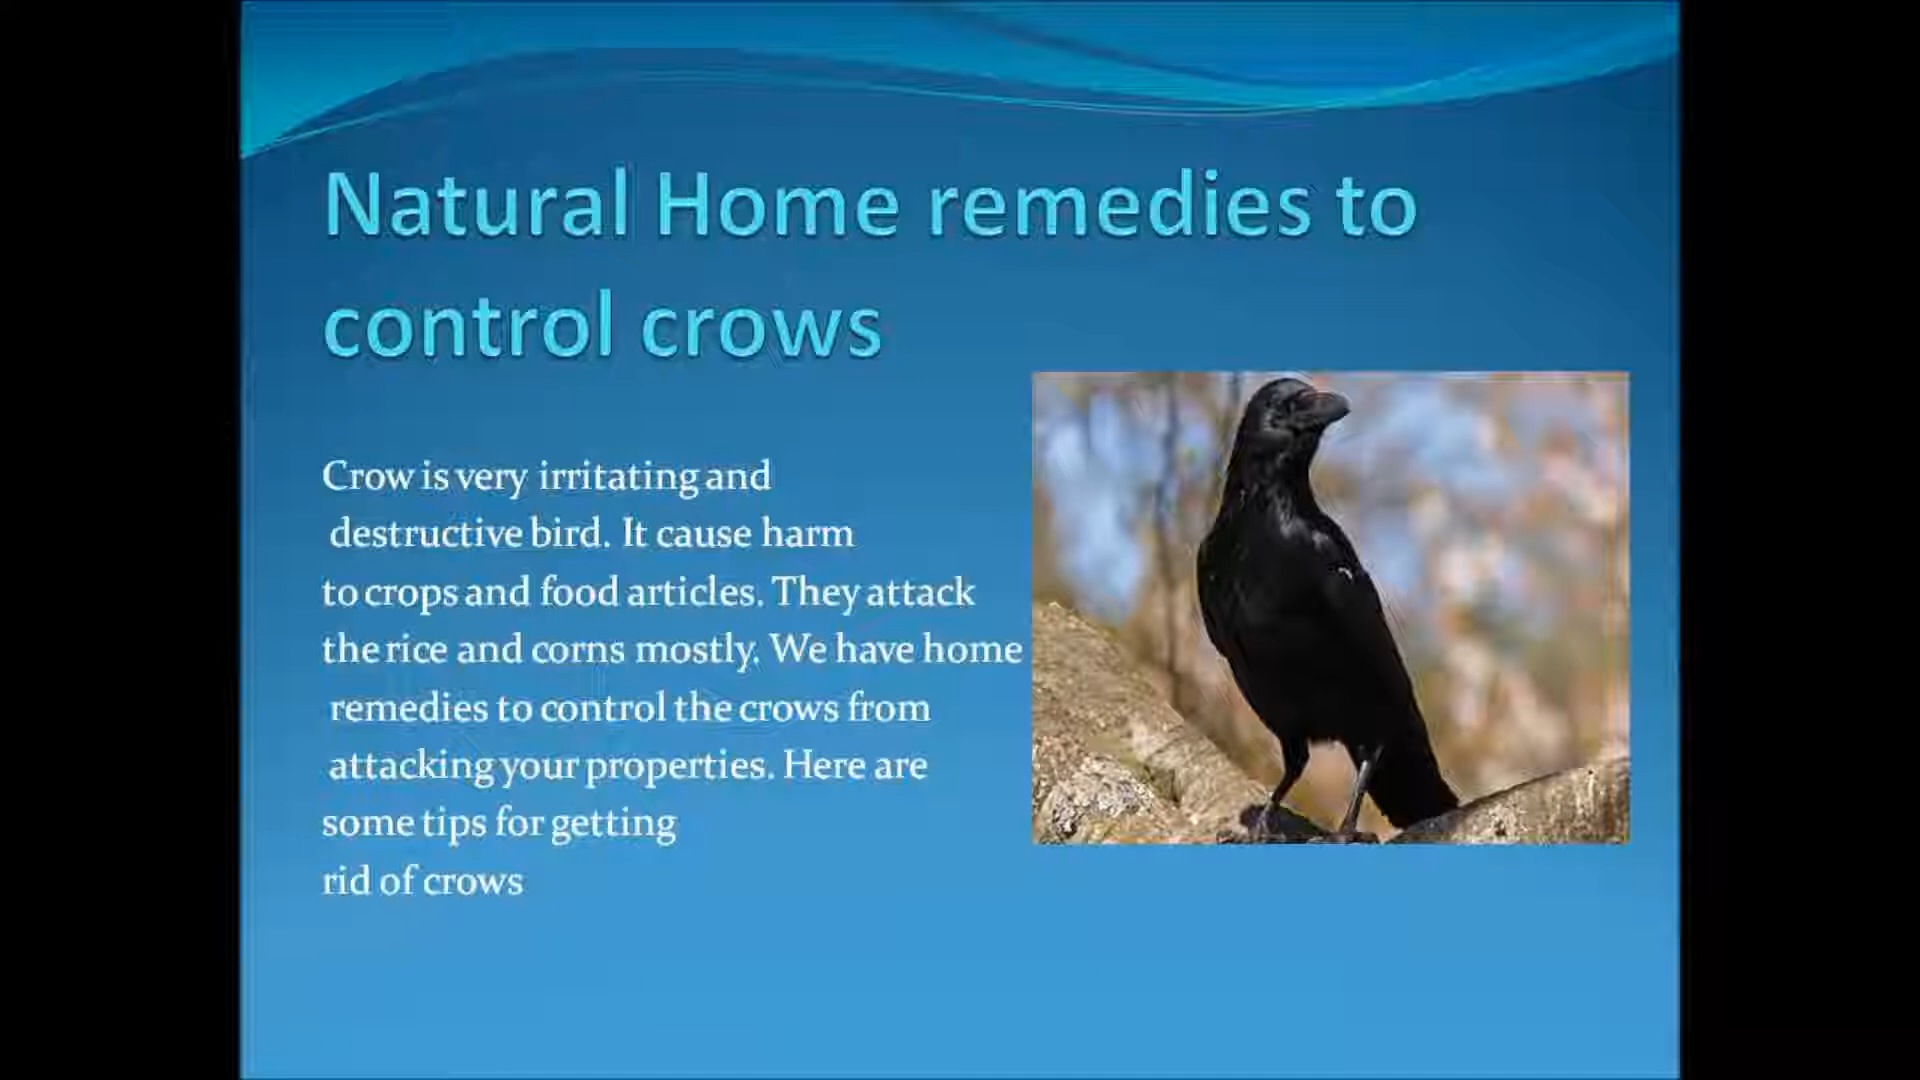 Natural Home remedies to
control crows
Crow is very irritating and
destructive bird. It cause harm
to crops and food articles. They attack
the rice and corns mostly. We have home
remedies to control the crows from
attacking your properties. Here are
some tips for getting
rid of crows